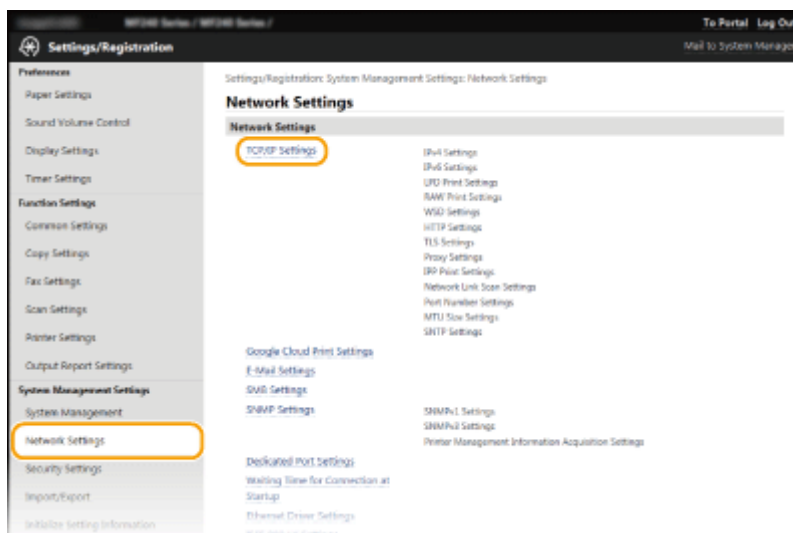 MF240 Series / MF240 Series /
To Portal Log Ou
Settings/Registration
Mail to System Manage
Preferences
Paper Settings
Sound Volume Control
Display Settings
Timer Settings
Function Settings
Common Settings
Copy Settings
Fax Settings
Scan Settings
Printer Settings
Output Report Settings
System Management Settings
System Management
Network Settings
Security Settings
Import/Export
Initialize Setting Information
Settings/Registration: System Management Settings: Network Settings
Network Settings
Network Settings
TCP/IP Settings
IPv4 Settings
IPv6 Settings
LPD Print Settings
RAW Print Settings
WSD Settings
HTTP Settings
TLS Settings
Proxy Settings
IPP Print Settings
Network Link Scan Settings
Port Number Settings
MTU Size Settings
SNTP Settings
Google Cloud Print Settings
E-Mail Settings
SMB Settings
SNMP Settings
SNMPv1 Settings
SNMPv3 Settings
Printer Management Information Acquisition Settings
Dedicated Port Settings
Waiting Time for Connection at
Startup
Ethernet Driver Settings